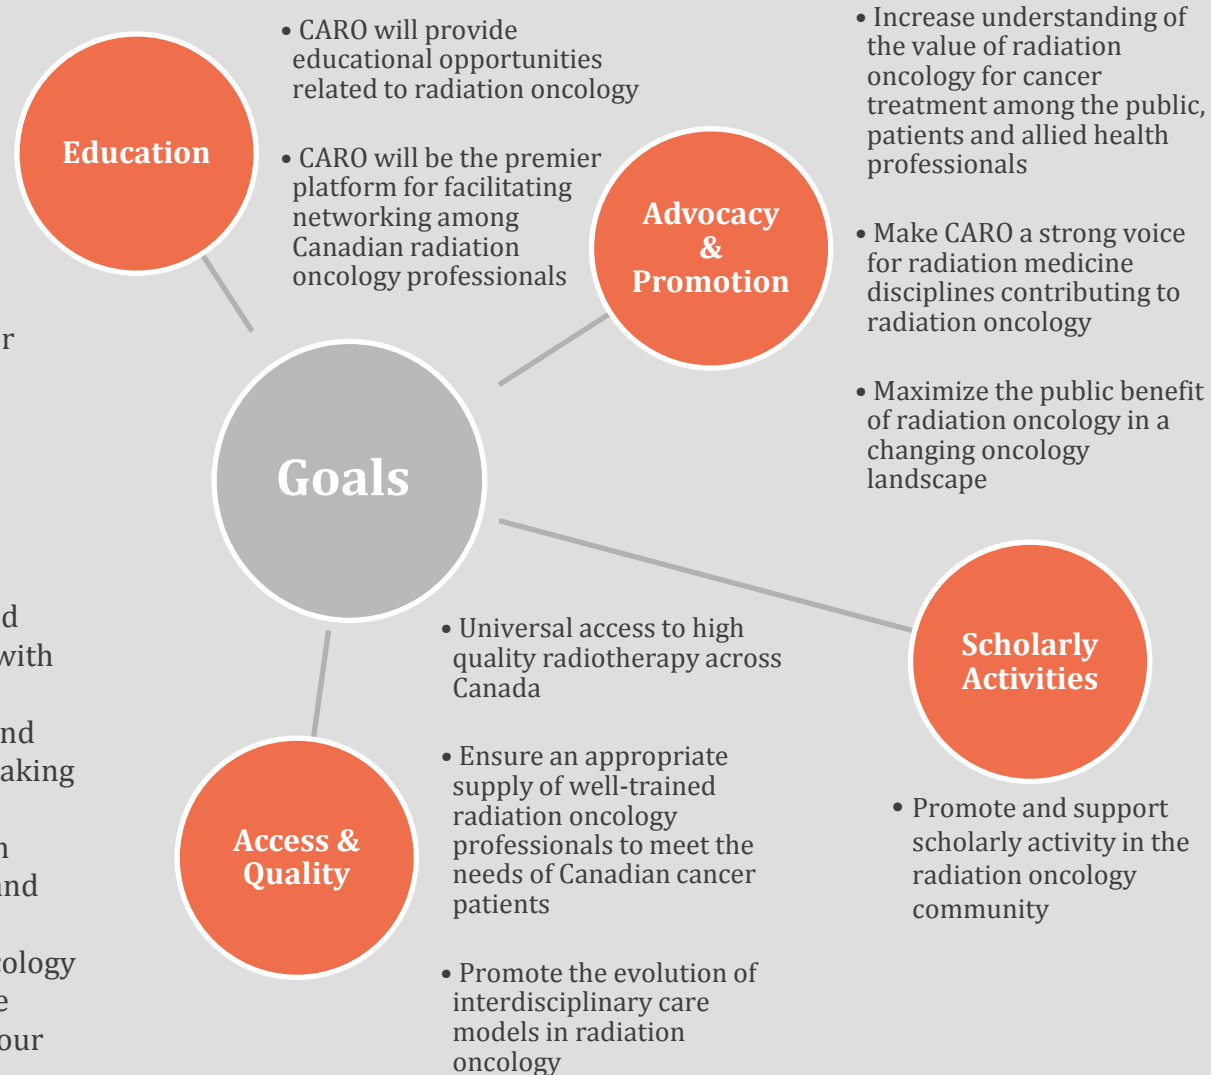 Education
• CARO will provide
educational opportunities
related to radiation oncology
• CARO will be the premier
platform for facilitating
networking among
Canadian radiation
oncology professionals
Advocacy
&
Promotion
• Increase understanding of
the value of radiation
oncology for cancer
treatment among the public,
patients and allied health
professionals
• Make CARO a strong voice
for radiation medicine
disciplines contributing to
radiation oncology
• Maximize the public benefit
of radiation oncology in a
changing oncology
landscape
Goals
Scholarly
Activities
• Promote and support
scholarly activity in the
radiation oncology
community
Access &
Quality
• Universal access to high
quality radiotherapy across
Canada
• Ensure an appropriate
supply of well-trained
radiation oncology
professionals to meet the
needs of Canadian cancer
patients
• Promote the evolution of
interdisciplinary care
models in radiation
oncology
with